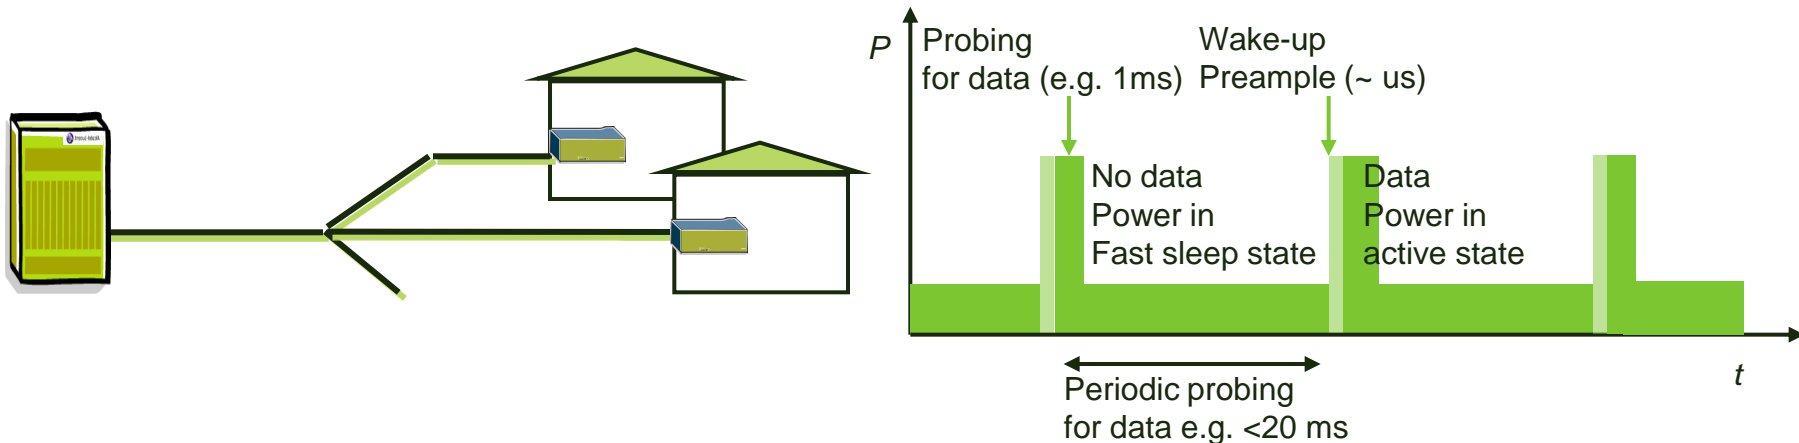 P
Probing
for data (e.g. 1ms)
Wake-up
Preample (~ us)
No data
Power in
Fast sleep state
Data
Power in
active state
t
Periodic probing
for data e.g. <20 ms